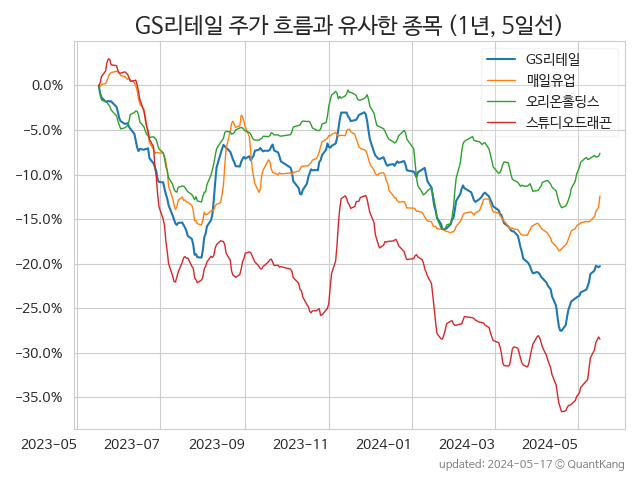 GS리테일 주가 흐름과 유사한 종목 (1년, 5일선)
GS리테일
매일유업
오리온홀딩스
스튜디오드래곤
0.0%
−5.0%
−10.0%
−15.0%
−20.0%
−25.0%
−30.0%
−35.0%
2023-05 2023-07 2023-09 2023-11 2024-01 2024-03 2024-05
updated: 2024-05-17 © QuantKang